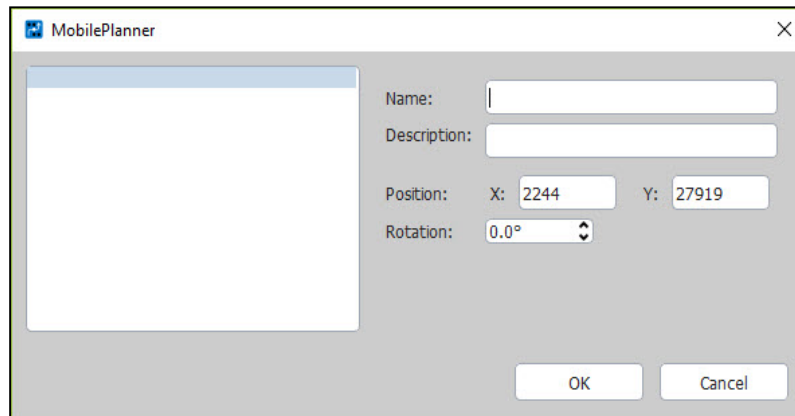 MobilePlanner
Name:
Description:
Position: X: 2244 Y: 27919
Rotation: 0.0°
OK Cancel